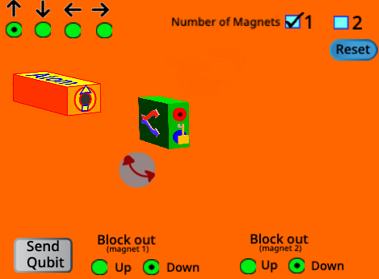 Number of Magnets 1 2
Reset
Send
Qubit
Block out
(magnet 1)
Up Down
Block out
(magnet 2)
Up Down